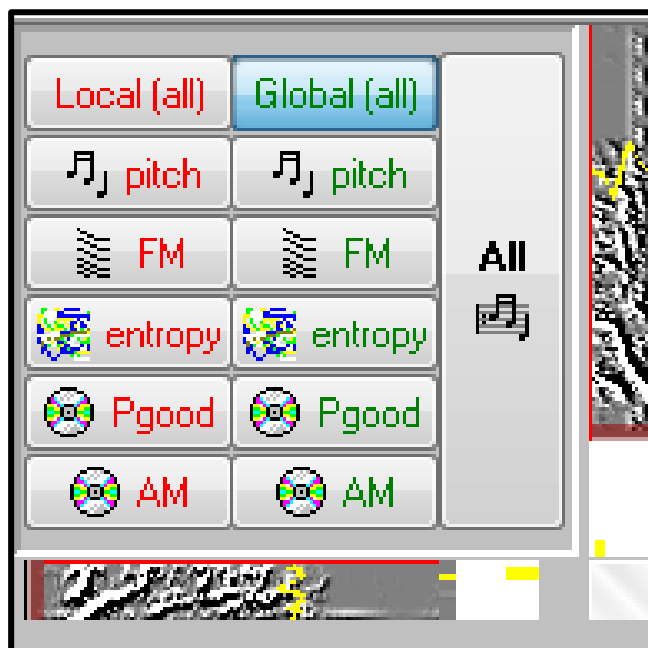 Local (all) Global (all)
pitch pitch
FM FM
All
entropy entropy
Pgood Pgood
AM AM